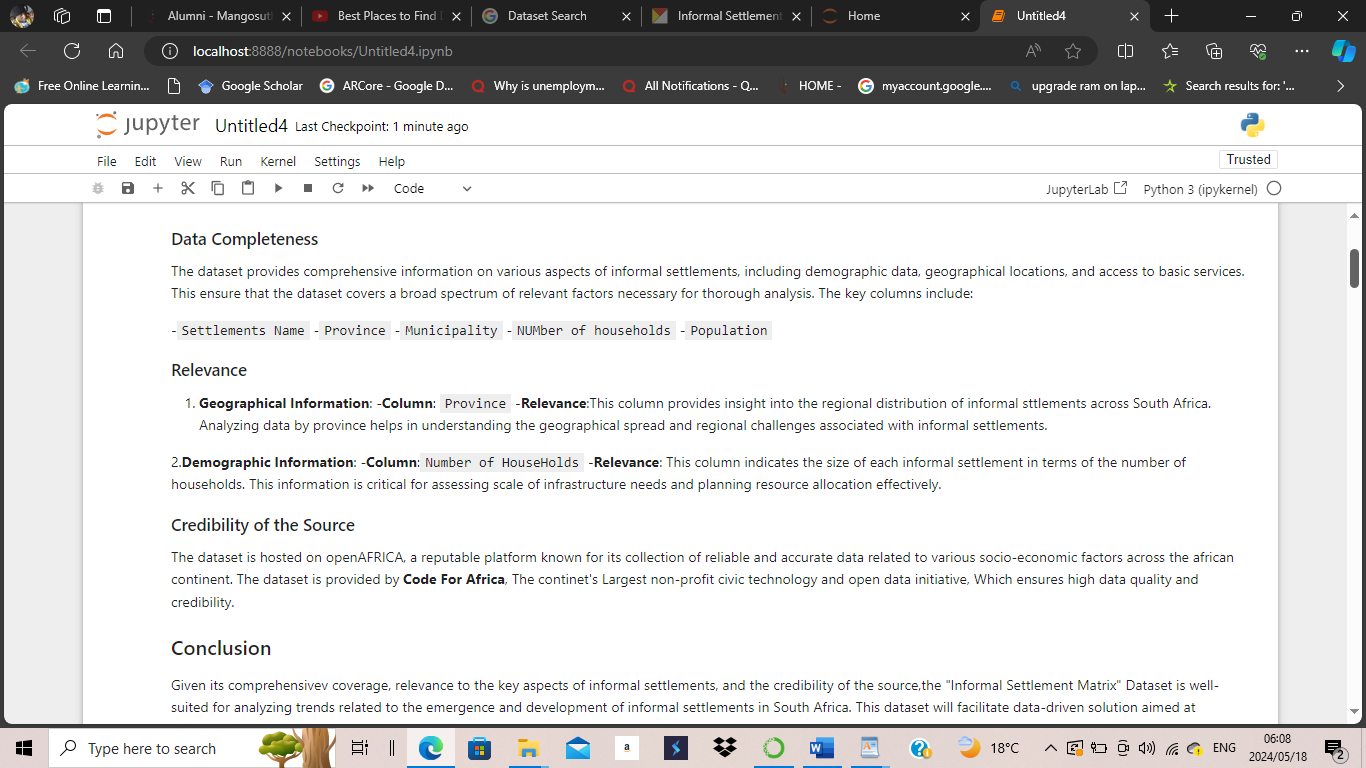 Alumni - Mangosut
Best Places to Find
Dataset Search
Informal Settlement
Home
Untitled4
localhost:8888/notebooks/Untitled4.ipynb
Free Online Learnin...
Google Scholar
ARCore - Google D...
Why is unemploym...
All Notifications - Q...
HOME -
myaccount.google....
upgrade ram on lap...
Search results for: '...
jupyter Untitled4 Last Checkpoint: 1 minute ago
File Edit View Run Kernel Settings Help
Trusted
Code
JupyterLab
Python 3 (ipykernel)
Data Completeness
The dataset provides comprehensive information on various aspects of informal settlements, including demographic data, geographical locations, and access to basic services.
This ensure that the dataset covers a broad spectrum of relevant factors necessary for thorough analysis. The key columns include:
- Settlements Name - Province - Municipality - NUMber of households - Population
Relevance
1. Geographical Information: -Column: Province -Relevance:This column provides insight into the regional distribution of informal sttlements across South Africa.
Analyzing data by province helps in understanding the geographical spread and regional challenges associated with informal settlements.
2.Demographic Information: -Column: Number of HouseHolds -Relevance: This column indicates the size of each informal settlement in terms of the number of
households. This information is critical for assessing scale of infrastructure needs and planning resource allocation effectively.
Credibility of the Source
The dataset is hosted on openAFRICA, a reputable platform known for its collection of reliable and accurate data related to various socio-economic factors across the african
continent. The dataset is provided by Code For Africa, The continet's Largest non-profit civic technology and open data initiative, Which ensures high data quality and
credibility.
Conclusion
Given its comprehensivev coverage, relevance to the key aspects of informal settlements, and the credibility of the source,the "Informal Settlement Matrix" Dataset is well-
suited for analyzing trends related to the emergence and development of informal settlements in South Africa. This dataset will facilitate data-driven solution aimed at
Type here to search
a
18°C
ENG
06:08
2024/05/18
2